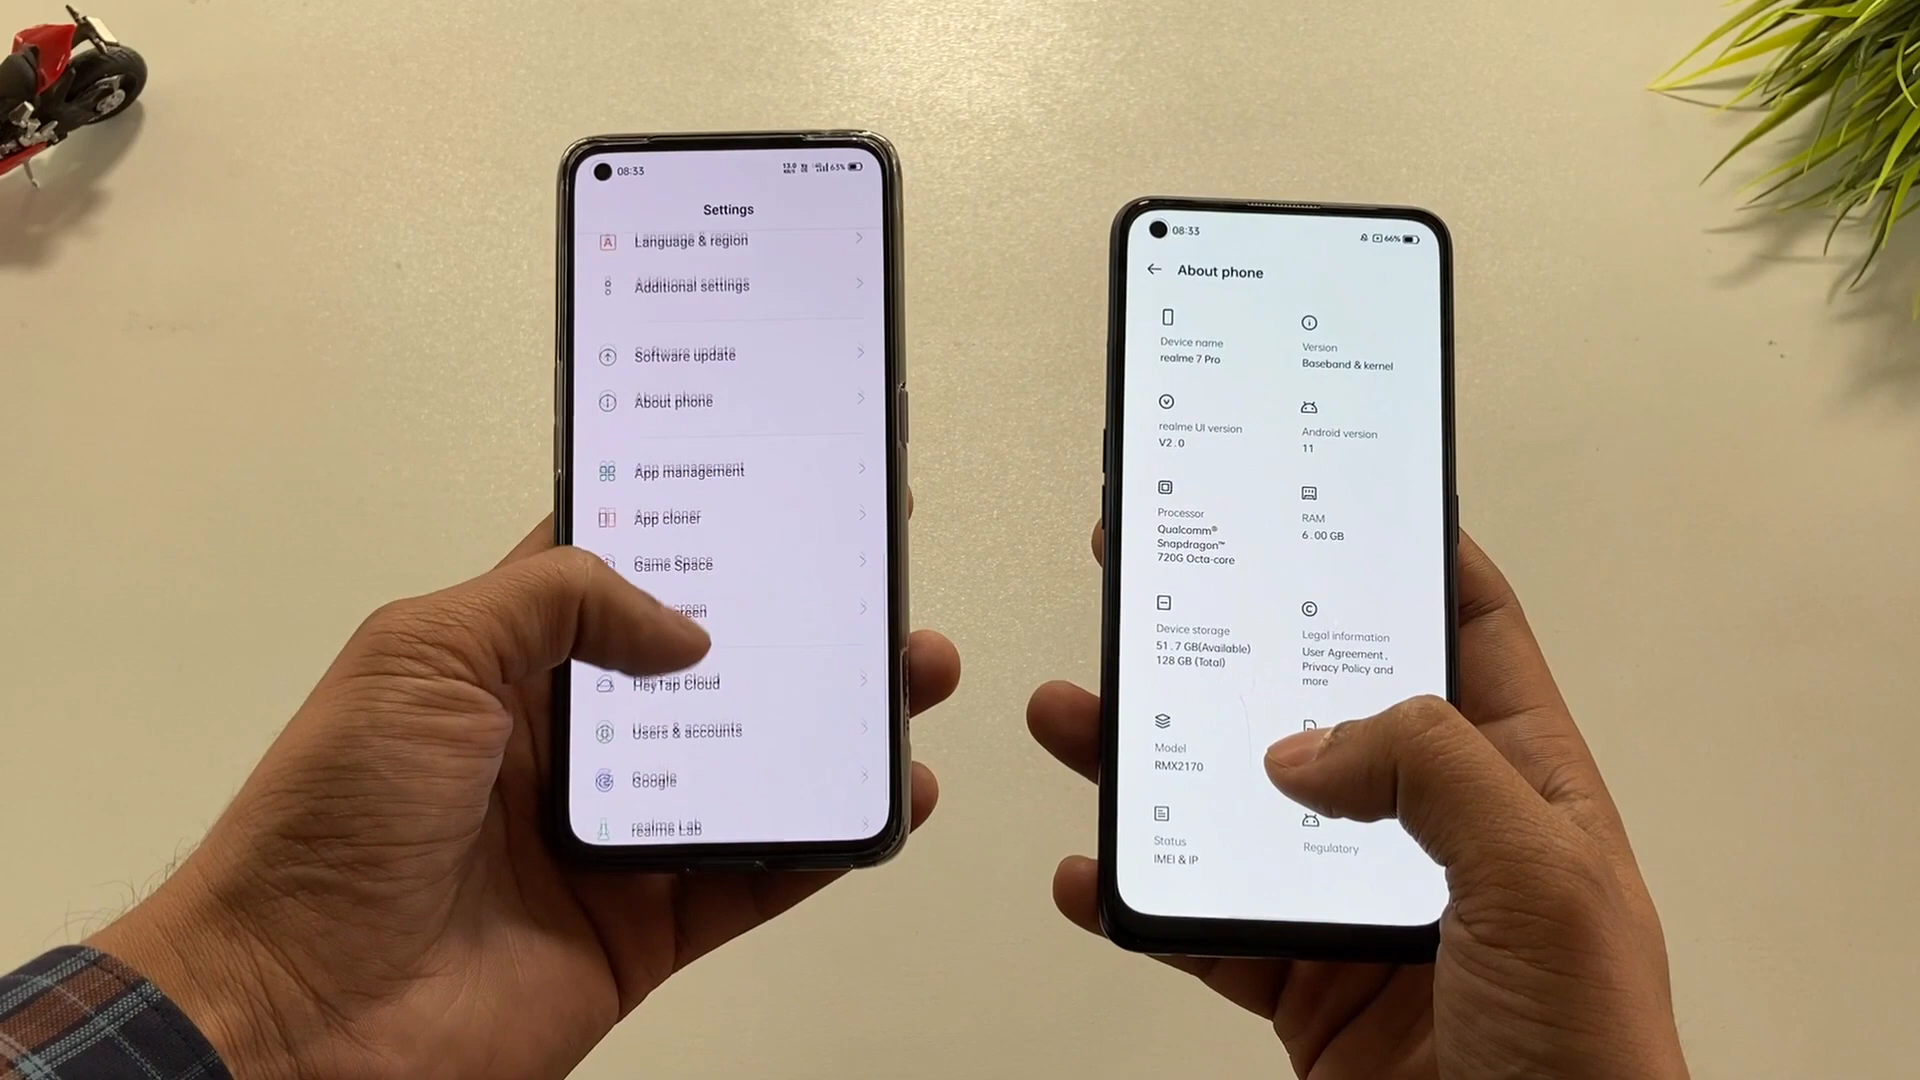 08:33
63%
Settings
Language & region
Additional settings
Software update
About phone
App management
App cloner
Game Space
creen
HeyTap Cloud
Users & accounts
Google
realme Lab
08:33
66%
About phone
Device name
realme 7 Pro
Version
Baseband & kernel
realme UI version
V2.0
Android version
11
Processor
Qualcomm®
Snapdragon™
720G Octa-core
RAM
6.00 GB
Device storage
51.7 GB(Available)
128 GB (Total)
Legal information
User Agreement,
Privacy Policy and
more
Model
RMX2170
Status
IMEI & IP
Regulatory